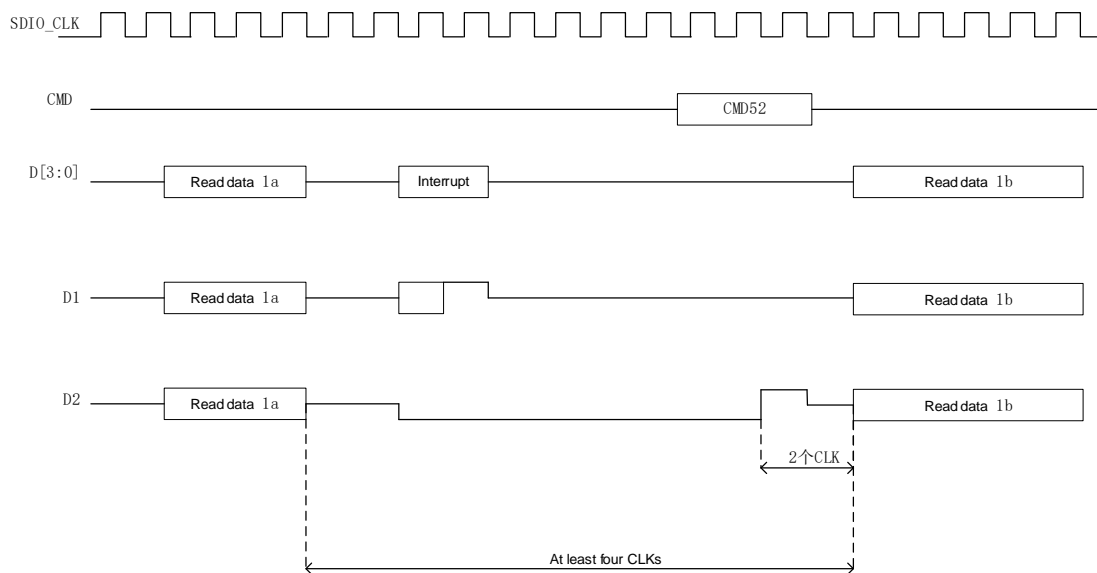 SDIO_CLK
CMD
CMD52
D[3:0]
Read data 1a
Interrupt
Read data 1b
D1
Read data 1a
Read data 1b
D2
Read data 1a
Read data 1b
2个CLK
At least four CLKs